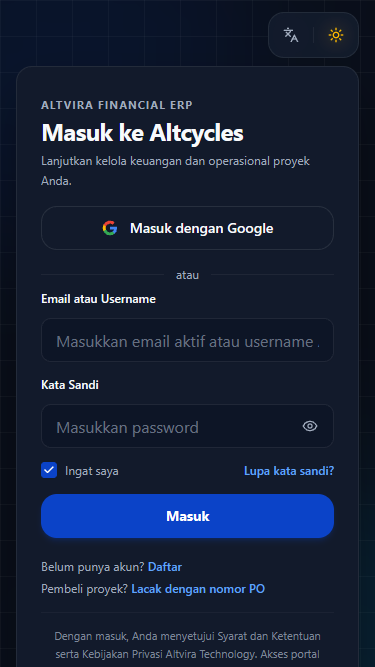 ALTVIRA FINANCIAL ERP
Masuk ke Altcycles
Lanjutkan kelola keuangan dan operasional proyek
Anda.
Masuk dengan Google
atau
Email atau Username
Masukkan email aktif atau username .
Kata Sandi
Masukkan password
Ingat saya
Lupa kata sandi?
Masuk
Belum punya akun? Daftar
Pembeli proyek? Lacak dengan nomor PO
Dengan masuk, Anda menyetujui Syarat dan Ketentuan
serta Kebijakan Privasi Altvira Technology. Akses portal